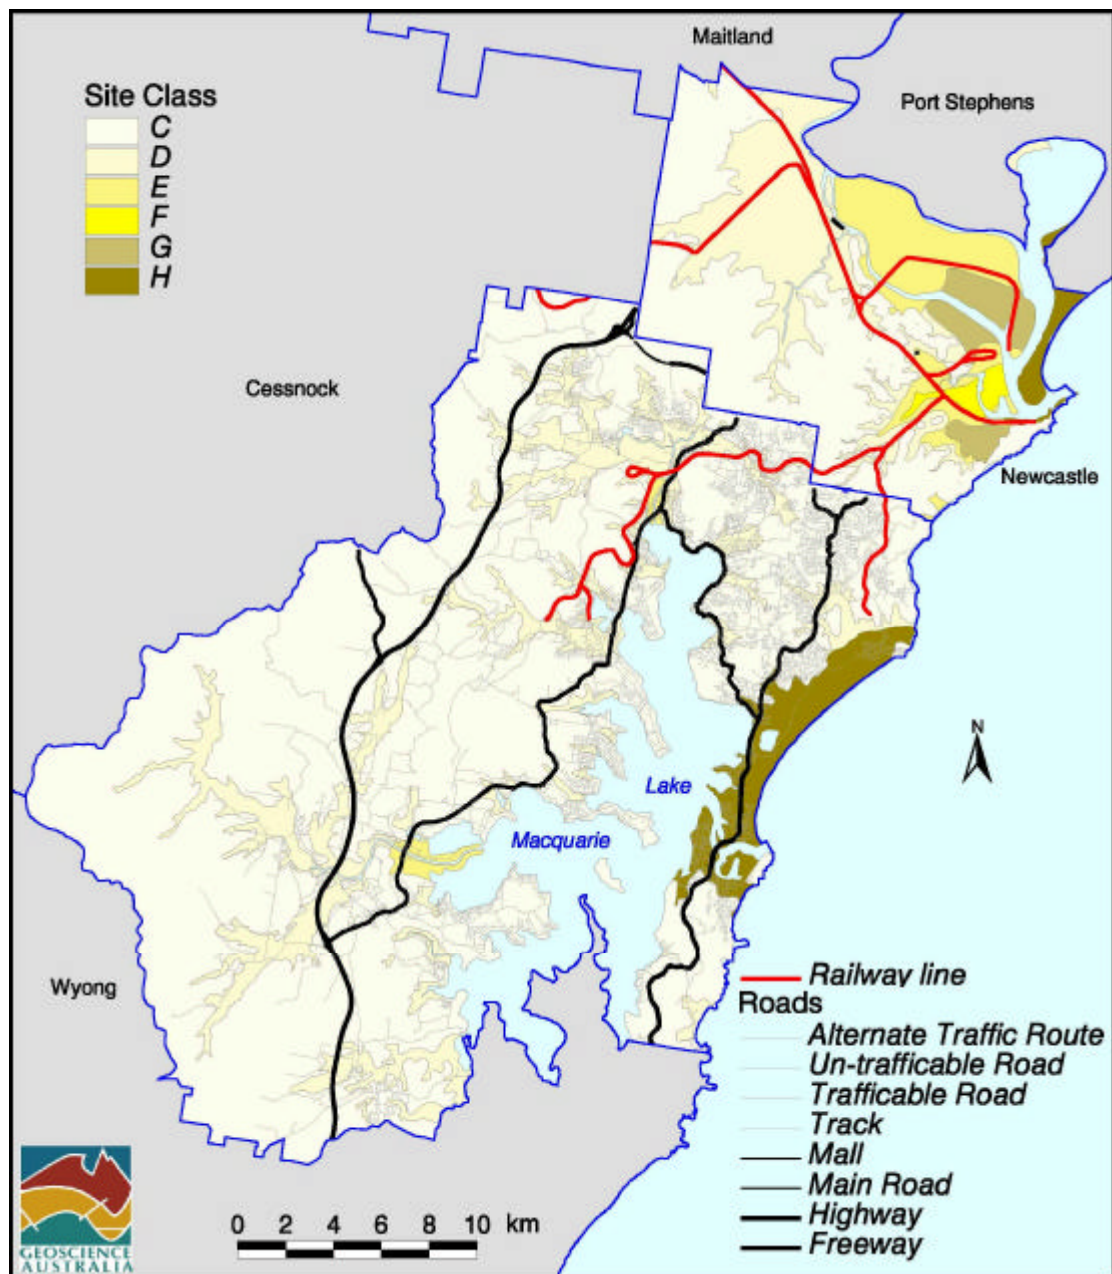 Maitland
Site Class
Port Stephens
C
D
E
F
G
H
Cessnock
Newcastle
N
Lake
Macquarie
Wyong
Railway line
Roads
Alternate Traffic Route
Un-trafficable Road
Trafficable Road
Track
Mall
Main Road
Highway
Freeway
0 2 4 6 8 10 km
GEOSCIENCE
AUSTRALIA